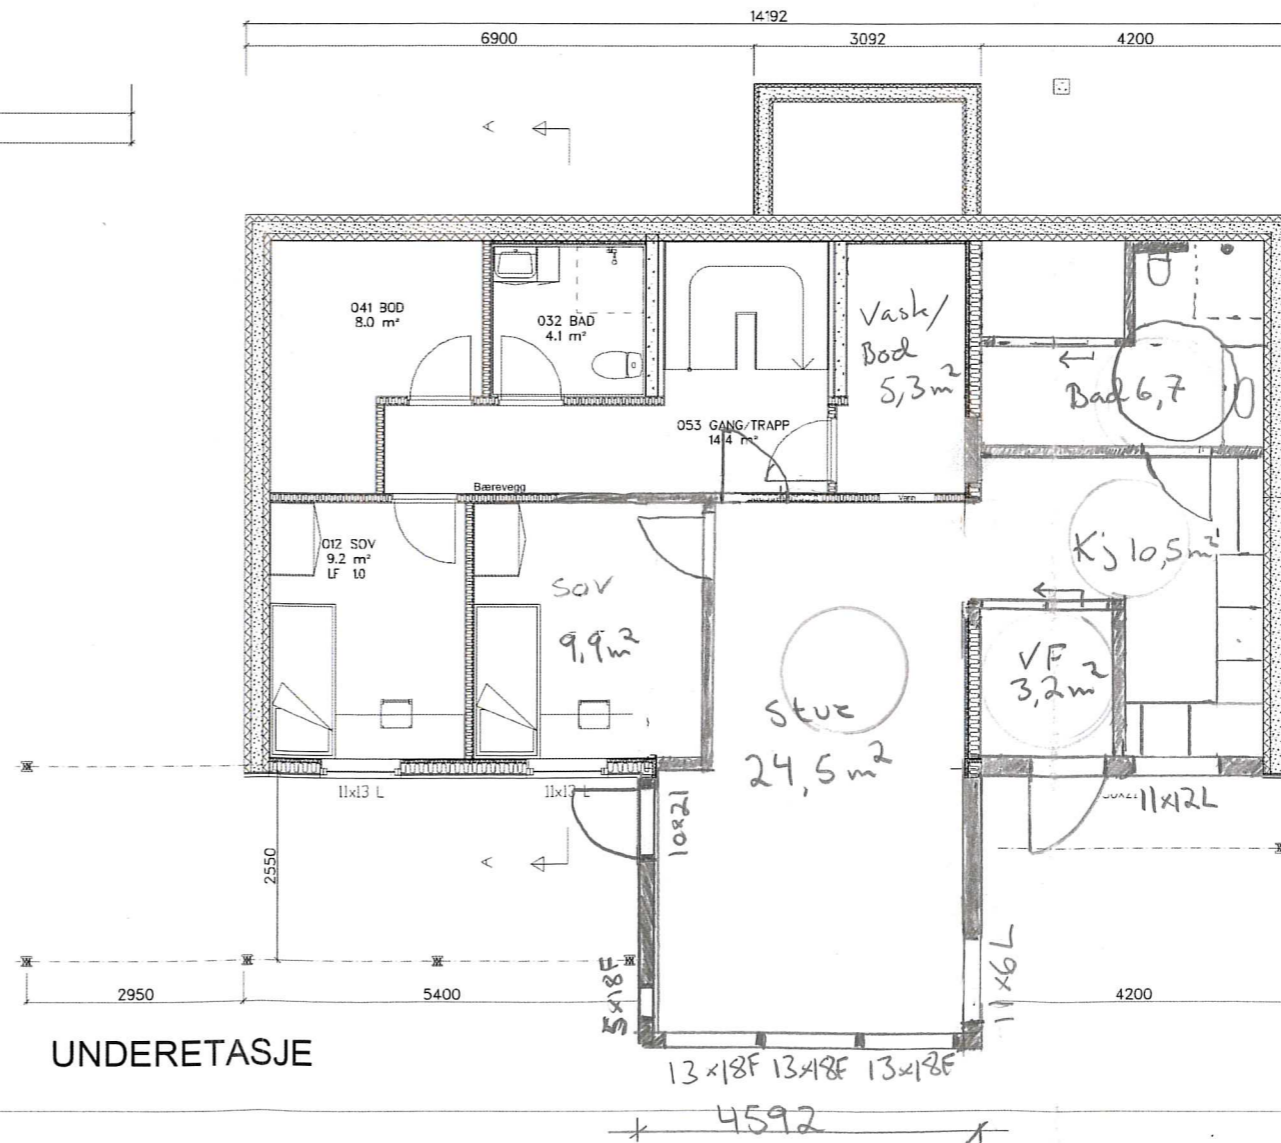 14192
6900
3092
4200
A
041 BOD
8.0 m²
032 BAD
4.1 m²
Vask/
Bod
5,3 m²
Bad 6,7
053 GANG/TRAPP
14.4 m²
Bærevegg
012 SOV
9.2 m²
LF 1.0
SOV
9,9 m²
Kj 10,5 m²
VF
3,2 m²
Stue
24,5 m²
11x13 L
11x13 L
10x21
11x12L
2550
A
5x18F
11x6L
2950
5400
4200
UNDERETASJE
13x18F 13x18F 13x18F
4592